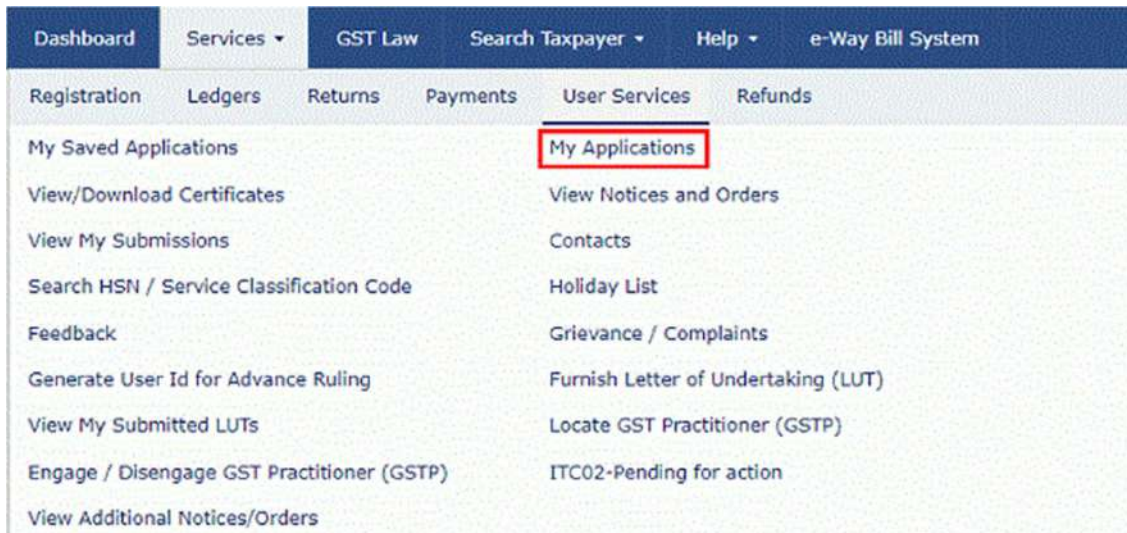 Dashboard Services GST Law Search Taxpayer Help e-Way Bill System
Registration Ledgers Returns Payments User Services Refunds
My Saved Applications My Applications
View/Download Certificates View Notices and Orders
View My Submissions Contacts
Search HSN / Service Classification Code Holiday List
Feedback Grievance / Complaints
Generate User Id for Advance Ruling Furnish Letter of Undertaking (LUT)
View My Submitted LUTs Locate GST Practitioner (GSTP)
Engage / Disengage GST Practitioner (GSTP) ITC02-Pending for action
View Additional Notices/Orders